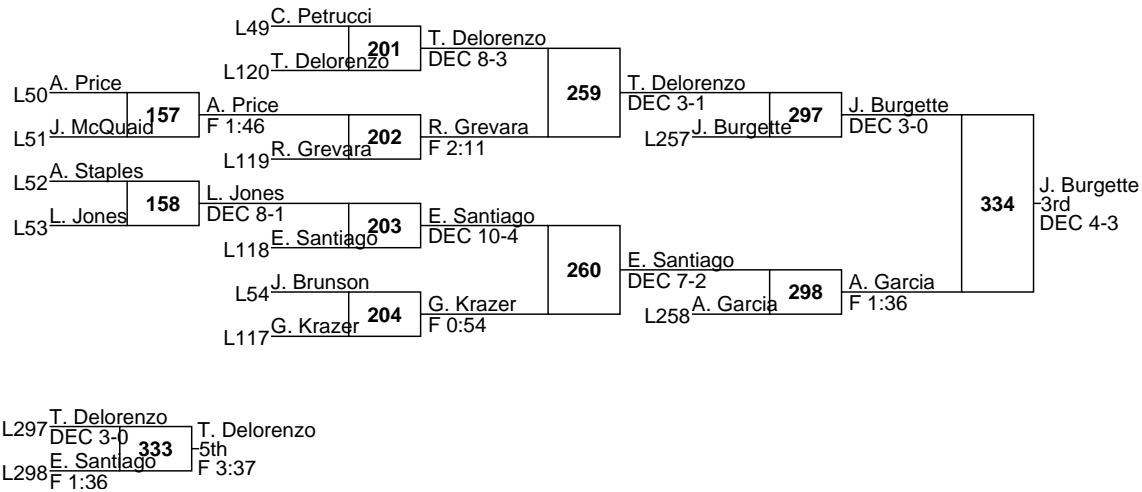 C. Petrucci
L49
201
T. Delorenzo
DEC 8-3
L120
T. Delorenzo
L50
A. Price
157
A. Price
F 1:46
L51
J. McQuaid
202
R. Grevara
F 2:11
L119
R. Grevara
259
T. Delorenzo
DEC 3-1
L52
A. Staples
158
L. Jones
DEC 8-1
L53
L. Jones
203
E. Santiago
DEC 10-4
L118
E. Santiago
L54
J. Brunson
204
G. Krazer
F 0:54
L117
G. Krazer
260
E. Santiago
DEC 7-2
297
L257
J. Burgette
J. Burgette
DEC 3-0
298
L258
A. Garcia
A. Garcia
F 1:36
334
J. Burgette
3rd
DEC 4-3
L297
T. Delorenzo
DEC 3-0
333
T. Delorenzo
5th
F 3:37
L298
E. Santiago
F 1:36